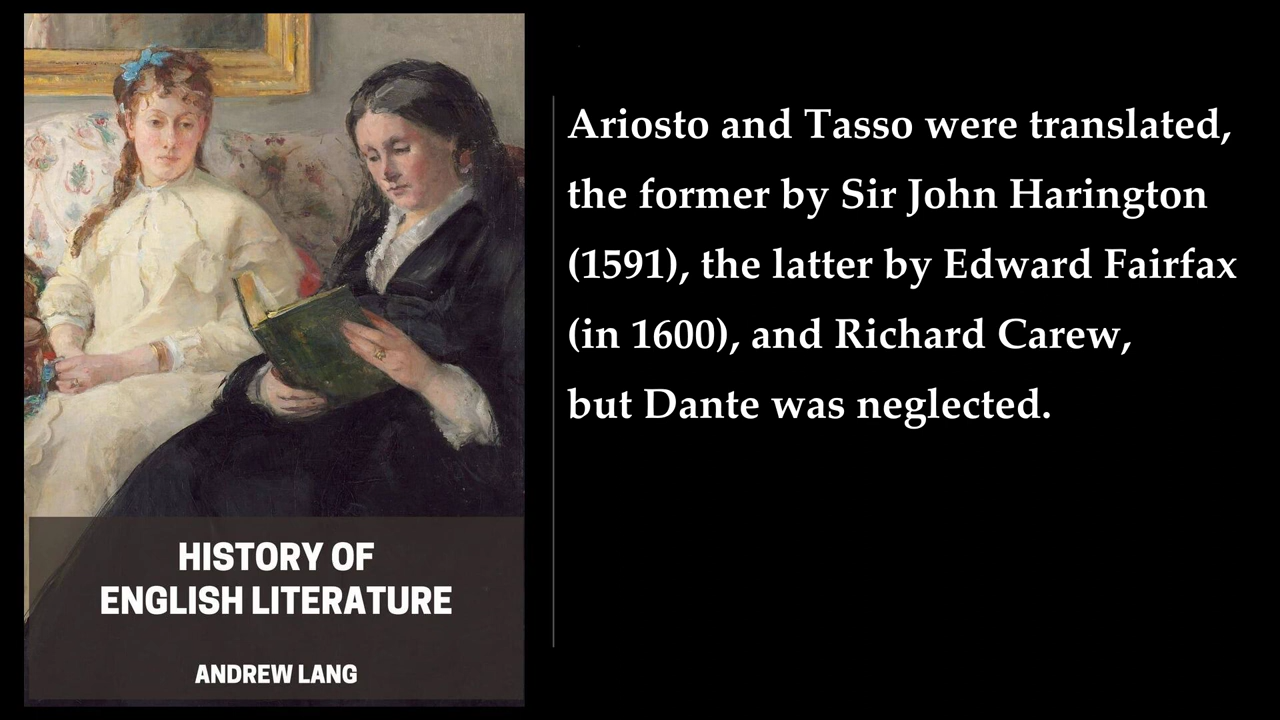 Ariosto and Tasso were translated,
the former by Sir John Harington
(1591), the latter by Edward Fairfax
(in 1600), and Richard Carew,
but Dante was neglected.
HISTORY OF
ENGLISH LITERATURE
ANDREW LANG